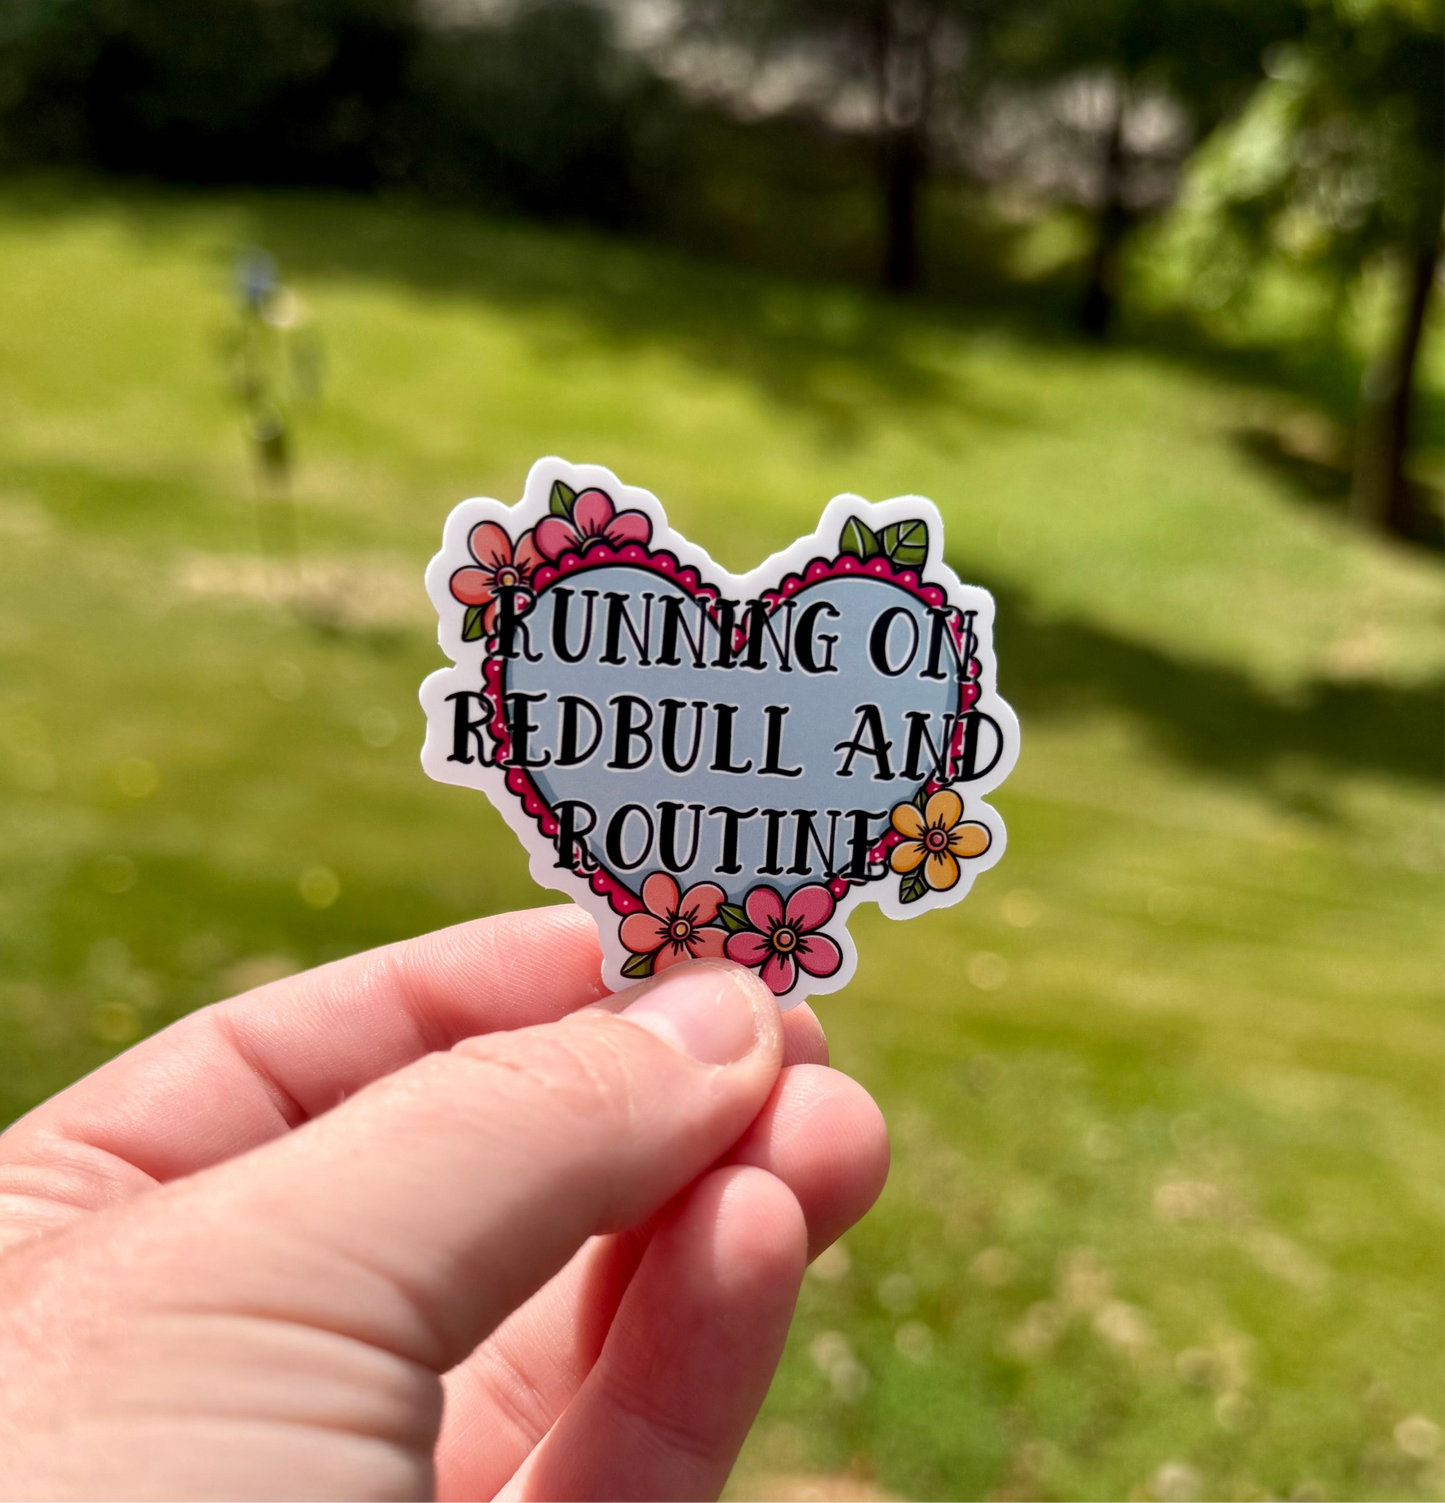 RUNNING ON
REDBULL AND
ROUTINE